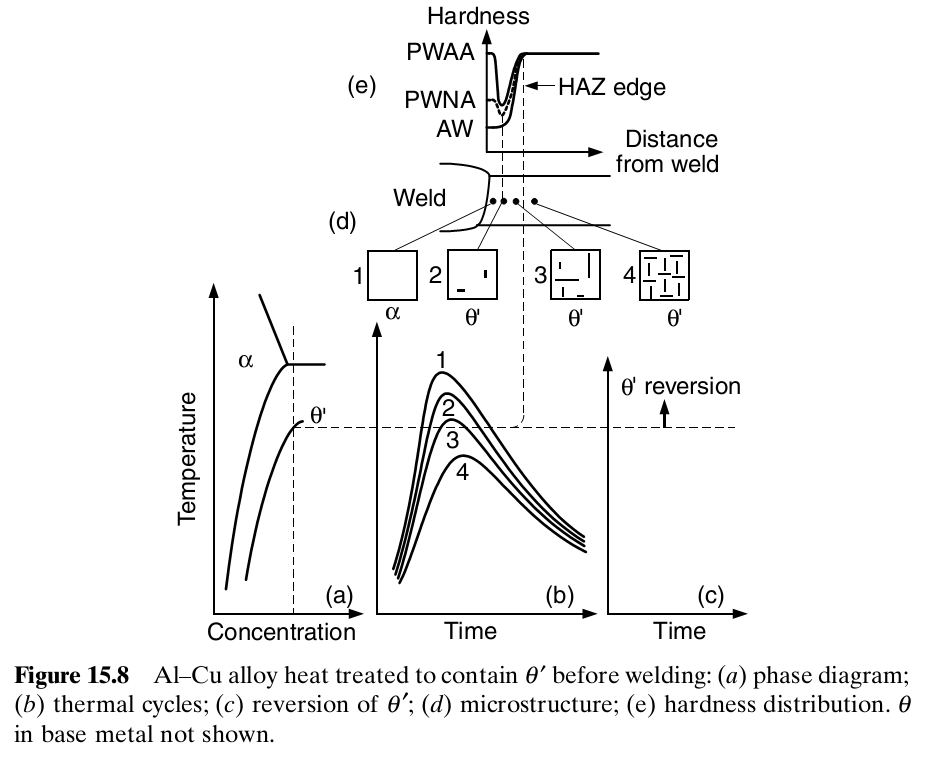 Hardness
PWAA
(e)
HAZ edge
PWNA
AW
Distance
from weld
Weld
(d)
1
2
3
4
α
θ'
θ'
θ'
α
θ'
Temperature
(a)
Concentration
1
2
3
4
(b)
Time
θ' reversion
(c)
Time
Figure 15.8 Al–Cu alloy heat treated to contain θ′ before welding: (a) phase diagram;
(b) thermal cycles; (c) reversion of θ′; (d) microstructure; (e) hardness distribution. θ
in base metal not shown.